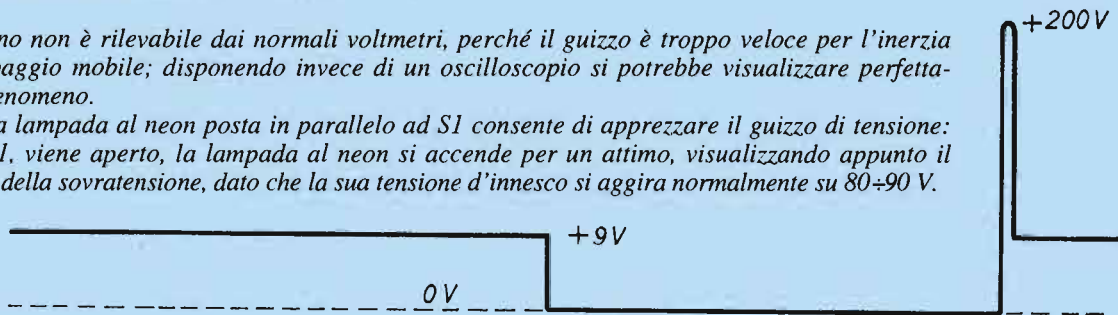 +200V
no non è rilevabile dai normali voltmetri, perché il guizzo è troppo veloce per l'inerzia
aggio mobile; disponendo invece di un oscilloscopio si potrebbe visualizzare perfetta-
enomeno.
a lampada al neon posta in parallelo ad S1 consente di apprezzare il guizzo di tensione:
1, viene aperto, la lampada al neon si accende per un attimo, visualizzando appunto il
della sovratensione, dato che la sua tensione d'innesco si aggira normalmente su 80÷90 V.
+9V
0V